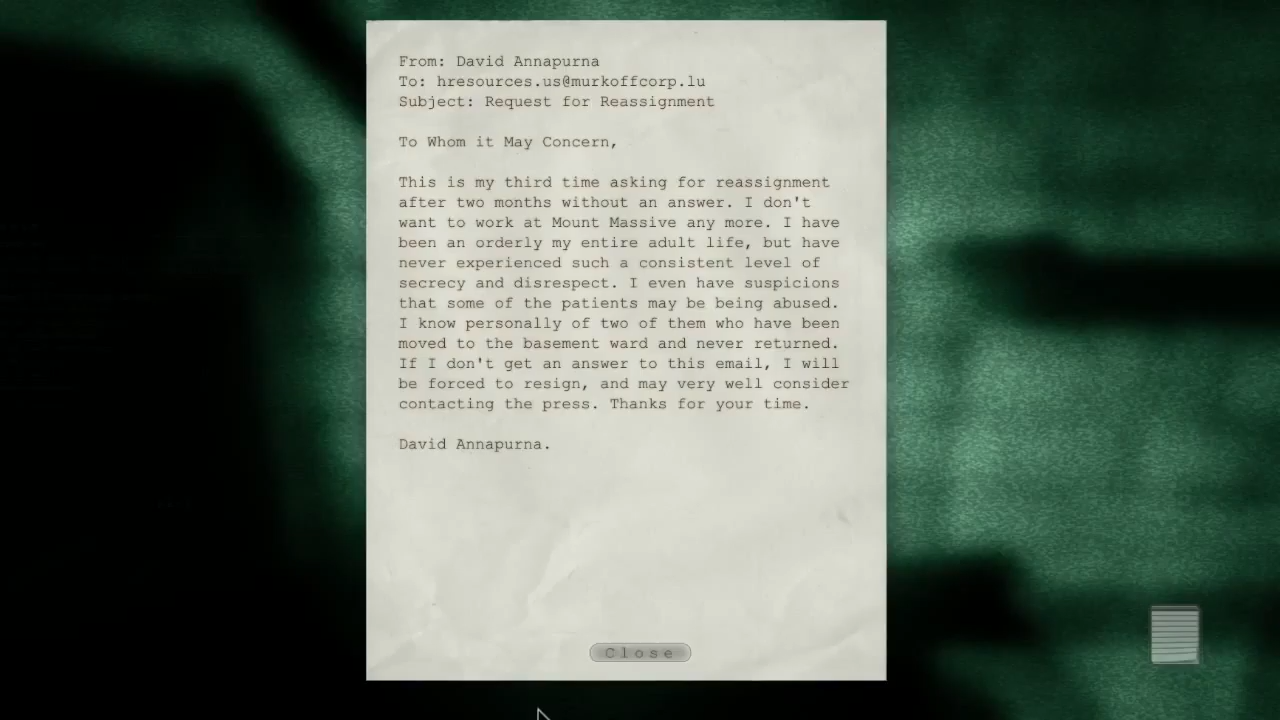 From: David Annapurna
To: hresources.us@murkoffcorp.lu
Subject: Request for Reassignment
To Whom it May Concern,
This is my third time asking for reassignment
after two months without an answer. I don't
want to work at Mount Massive any more. I have
been an orderly my entire adult life, but have
never experienced such a consistent level of
secrecy and disrespect. I even have suspicions
that some of the patients may be being abused.
I know personally of two of them who have been
moved to the basement ward and never returned.
If I don't get an answer to this email, I will
be forced to resign, and may very well consider
contacting the press. Thanks for your time.
David Annapurna.
Close